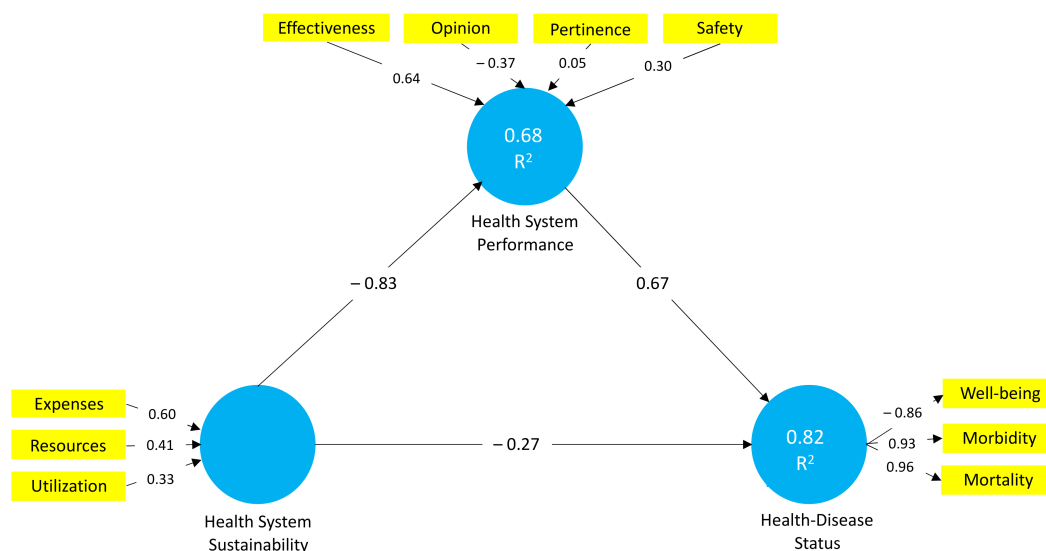 Effectiveness
Opinion
Pertinence
Safety
0.64
– 0.37
0.05
0.30
0.68
R²
Health System
Performance
– 0.83
0.67
Expenses
Resources
Utilization
0.60
0.41
0.33
Health System
Sustainability
– 0.27
0.82
R²
Health-Disease
Status
– 0.86
0.93
0.96
Well-being
Morbidity
Mortality